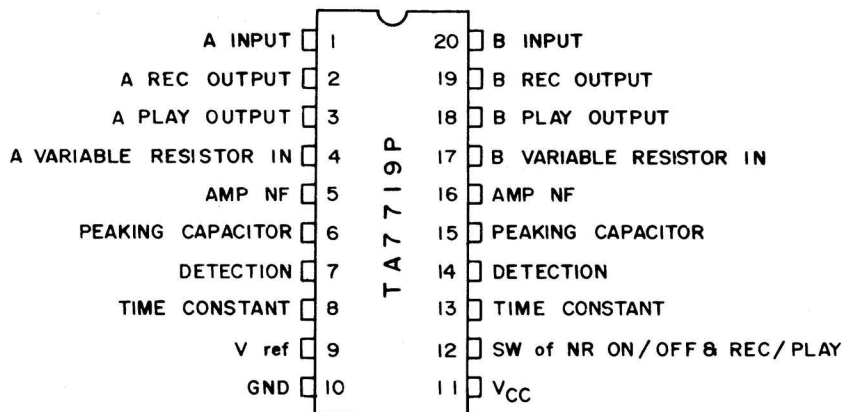 A INPUT 1 20 B INPUT
A REC OUTPUT 2 19 B REC OUTPUT
A PLAY OUTPUT 3 18 B PLAY OUTPUT
A VARIABLE RESISTOR IN 4 17 B VARIABLE RESISTOR IN
AMP NF 5 16 AMP NF
PEAKING CAPACITOR 6 15 PEAKING CAPACITOR
DETECTION 7 14 DETECTION
TIME CONSTANT 8 13 TIME CONSTANT
V ref 9 12 SW of NR ON/OFF & REC/PLAY
GND 10 11 VCC
TA7719P